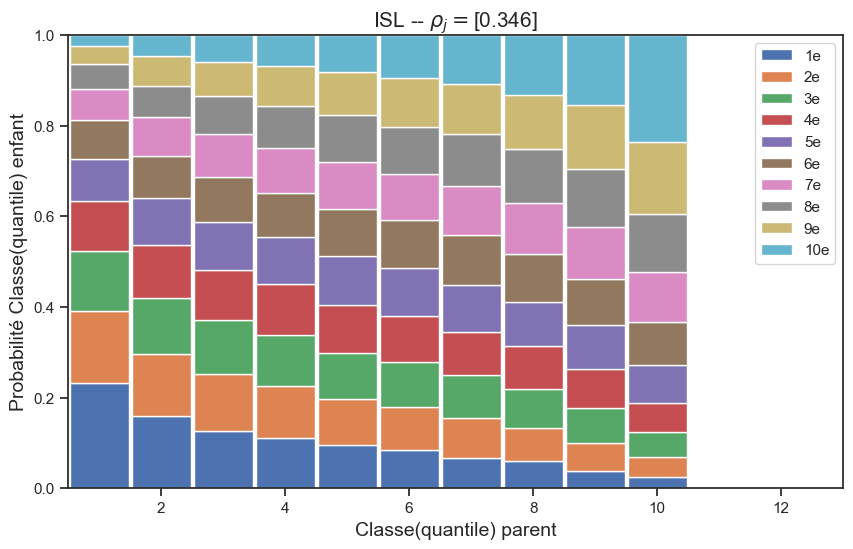 ISL -- ρj = [0.346]
Probabilité Classe(quantile) enfant
1.0
0.8
0.6
0.4
0.2
0.0
1e
2e
3e
4e
5e
6e
7e
8e
9e
10e
2 4 6 8 10 12
Classe(quantile) parent